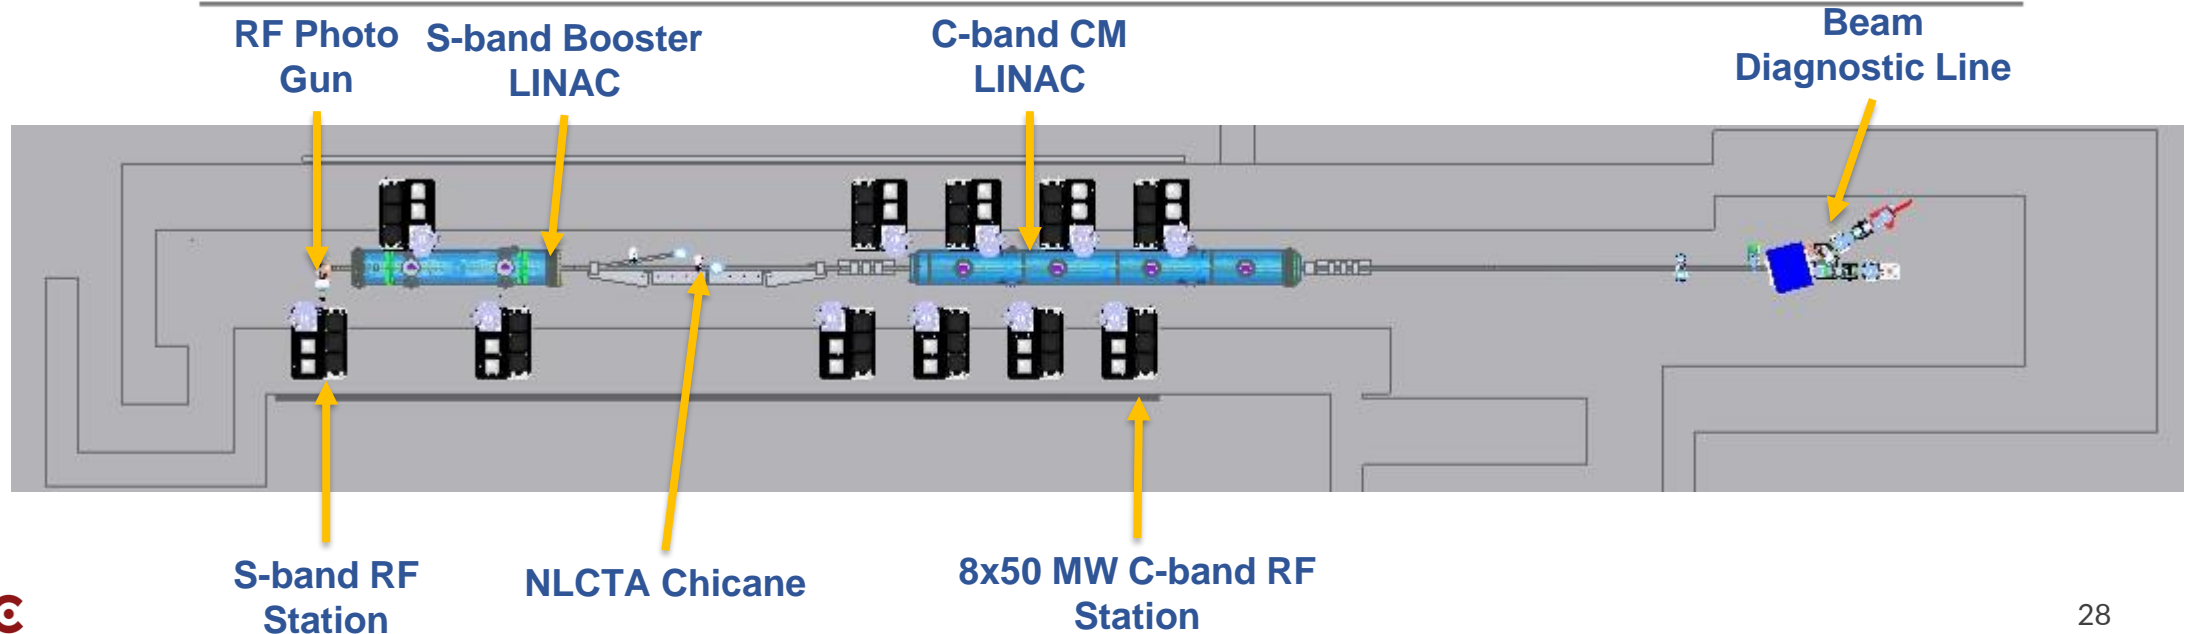 RF Photo
Gun
S-band Booster
LINAC
C-band CM
LINAC
Beam
Diagnostic Line
S-band RF
Station
NLCTA Chicane
8x50 MW C-band RF
Station
28